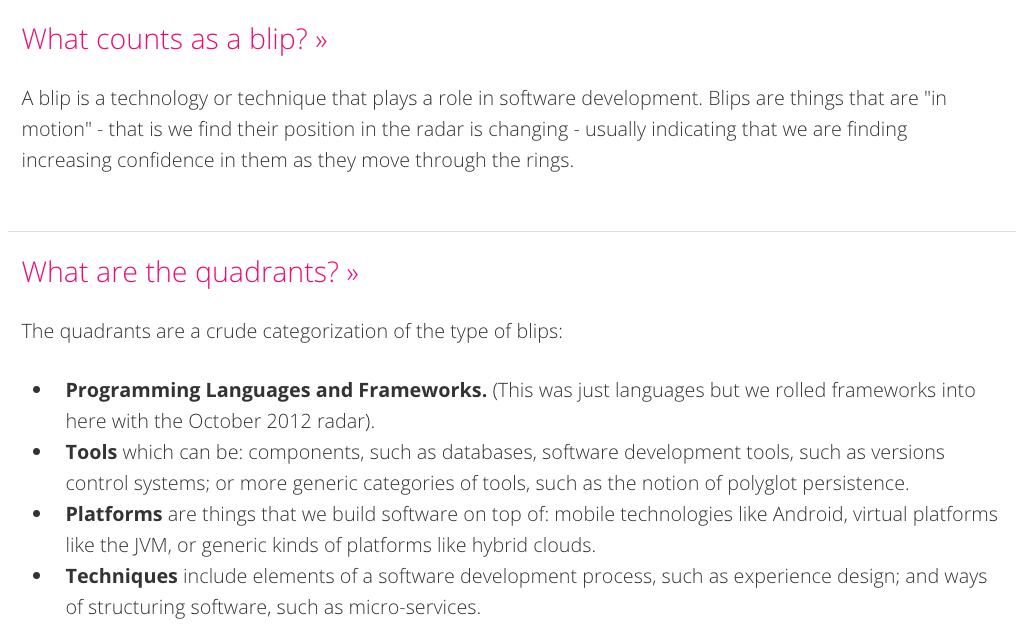 What counts as a blip? »
A blip is a technology or technique that plays a role in software development. Blips are things that are "in
motion" - that is we find their position in the radar is changing - usually indicating that we are finding
increasing confidence in them as they move through the rings.
What are the quadrants? »
The quadrants are a crude categorization of the type of blips:
• Programming Languages and Frameworks. (This was just languages but we rolled frameworks into
here with the October 2012 radar).
• Tools which can be: components, such as databases, software development tools, such as versions
control systems; or more generic categories of tools, such as the notion of polyglot persistence.
• Platforms are things that we build software on top of: mobile technologies like Android, virtual platforms
like the JVM, or generic kinds of platforms like hybrid clouds.
• Techniques include elements of a software development process, such as experience design; and ways
of structuring software, such as micro-services.